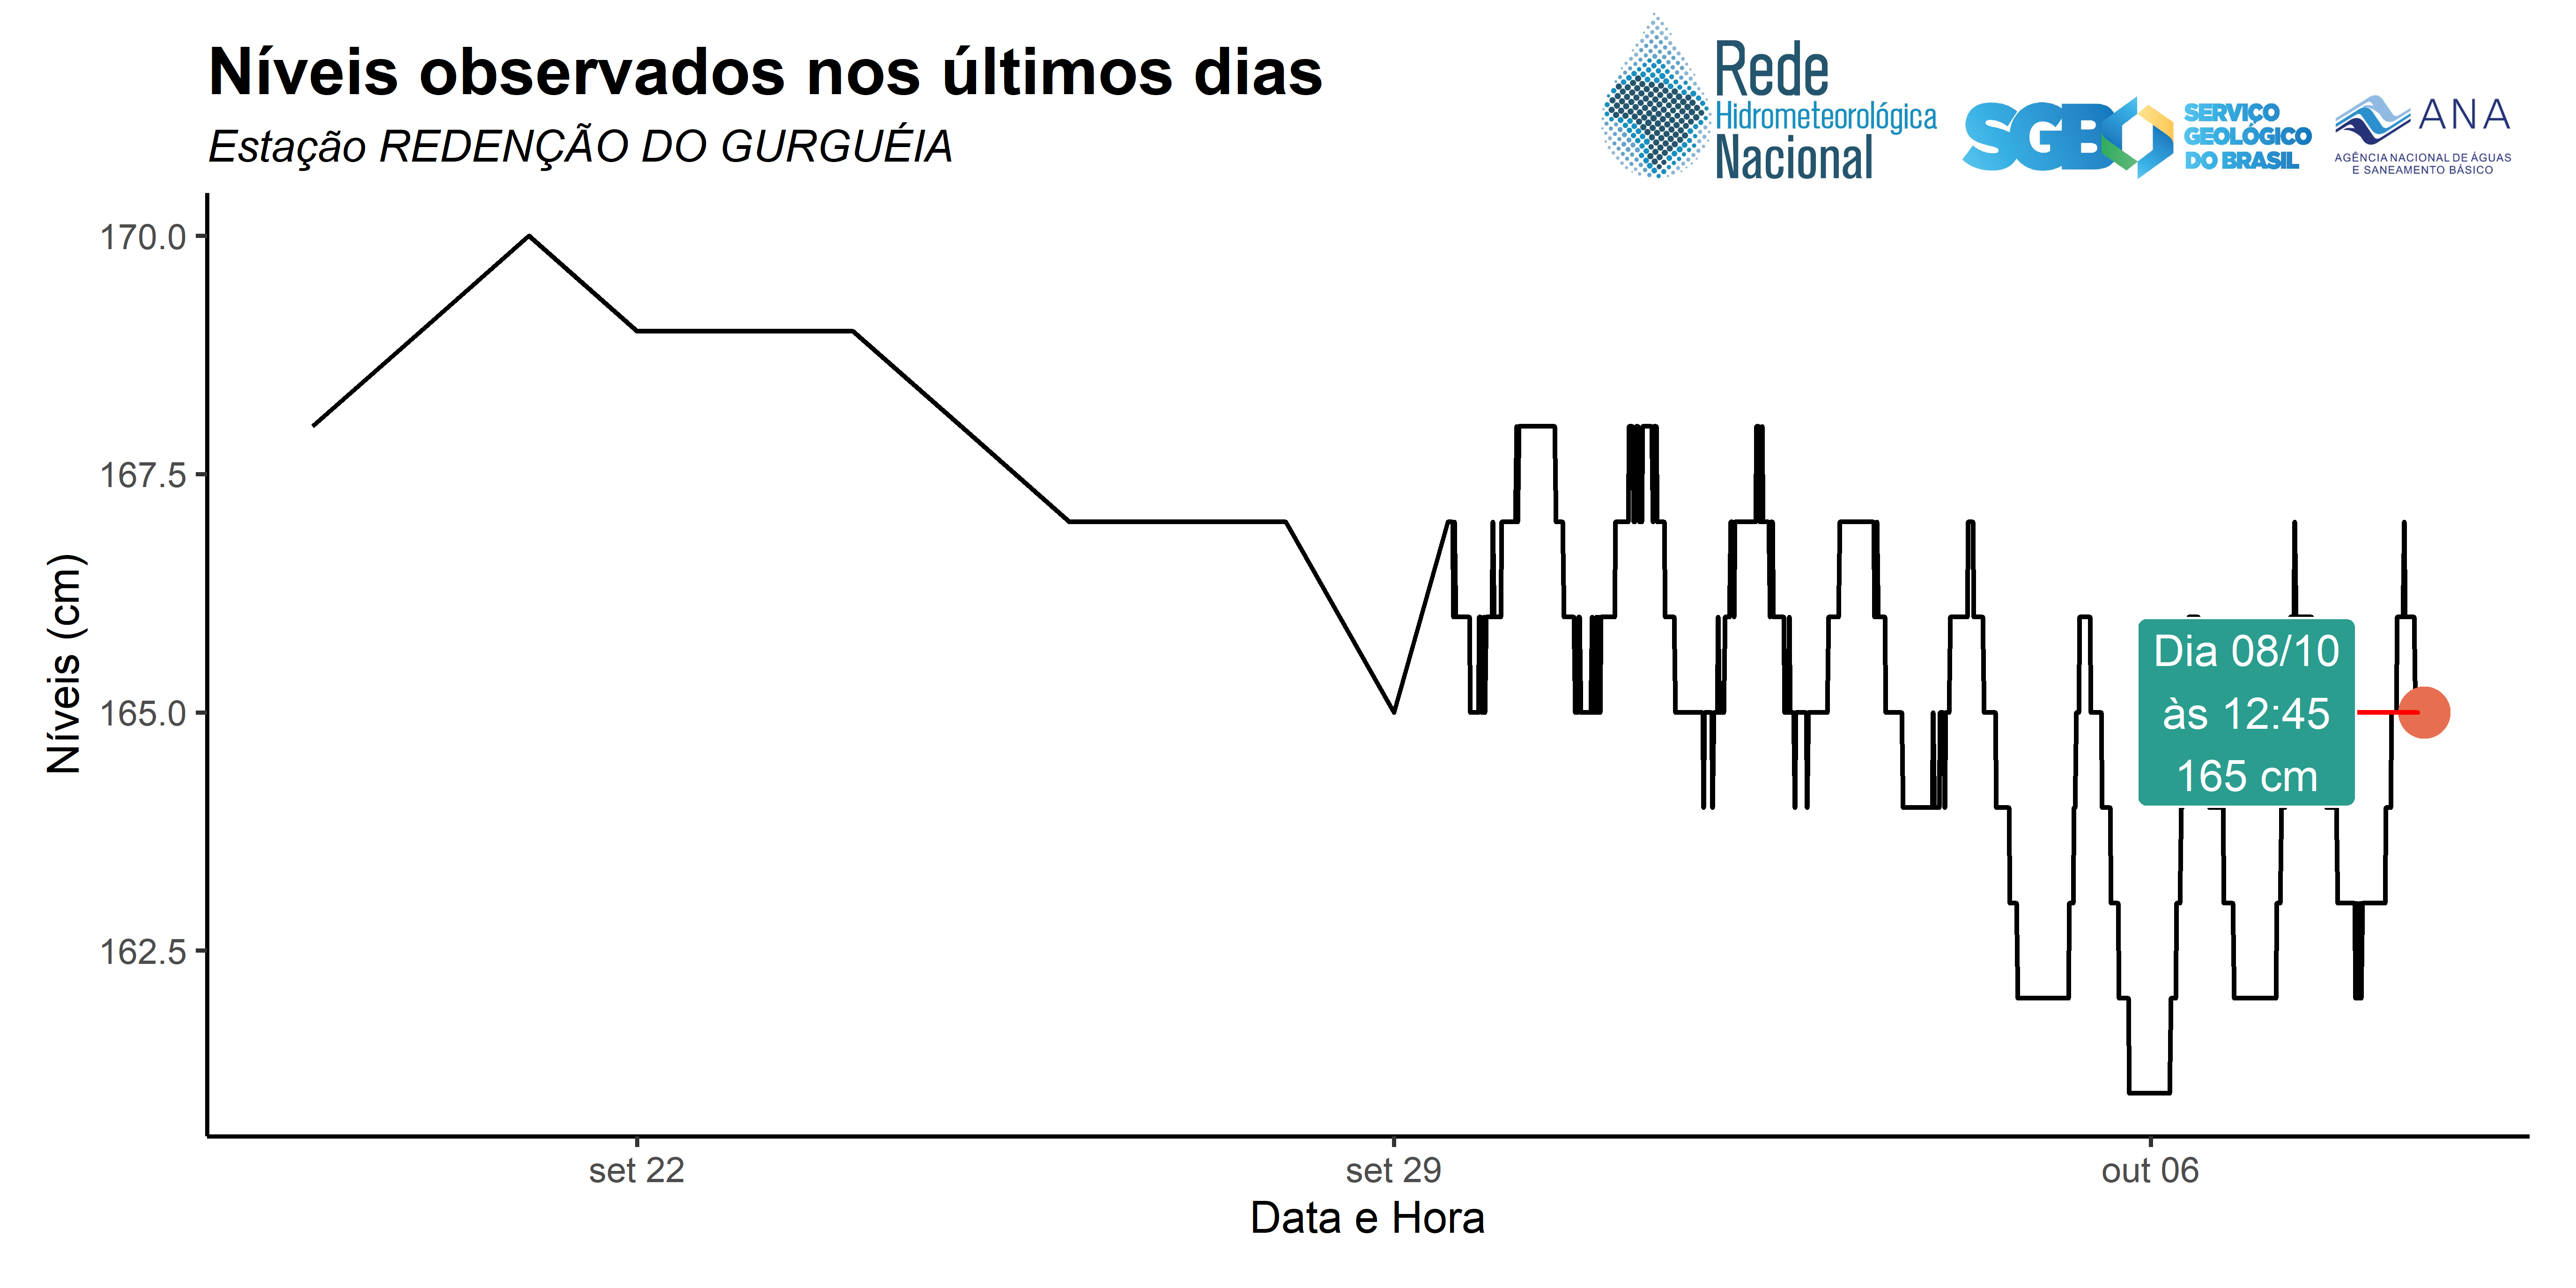 Níveis observados nos últimos dias
Estação REDENÇÃO DO GURGUÉIA
Rede
Hidrometeorológica
Nacional
SGB
SERVIÇO
GEOLÓGICO
DO BRASIL
ANA
AGÊNCIA NACIONAL DE ÁGUAS
E SANEAMENTO BÁSICO
Níveis (cm)
170.0
167.5
165.0
162.5
Dia 08/10
às 12:45
165 cm
set 22
set 29
out 06
Data e Hora